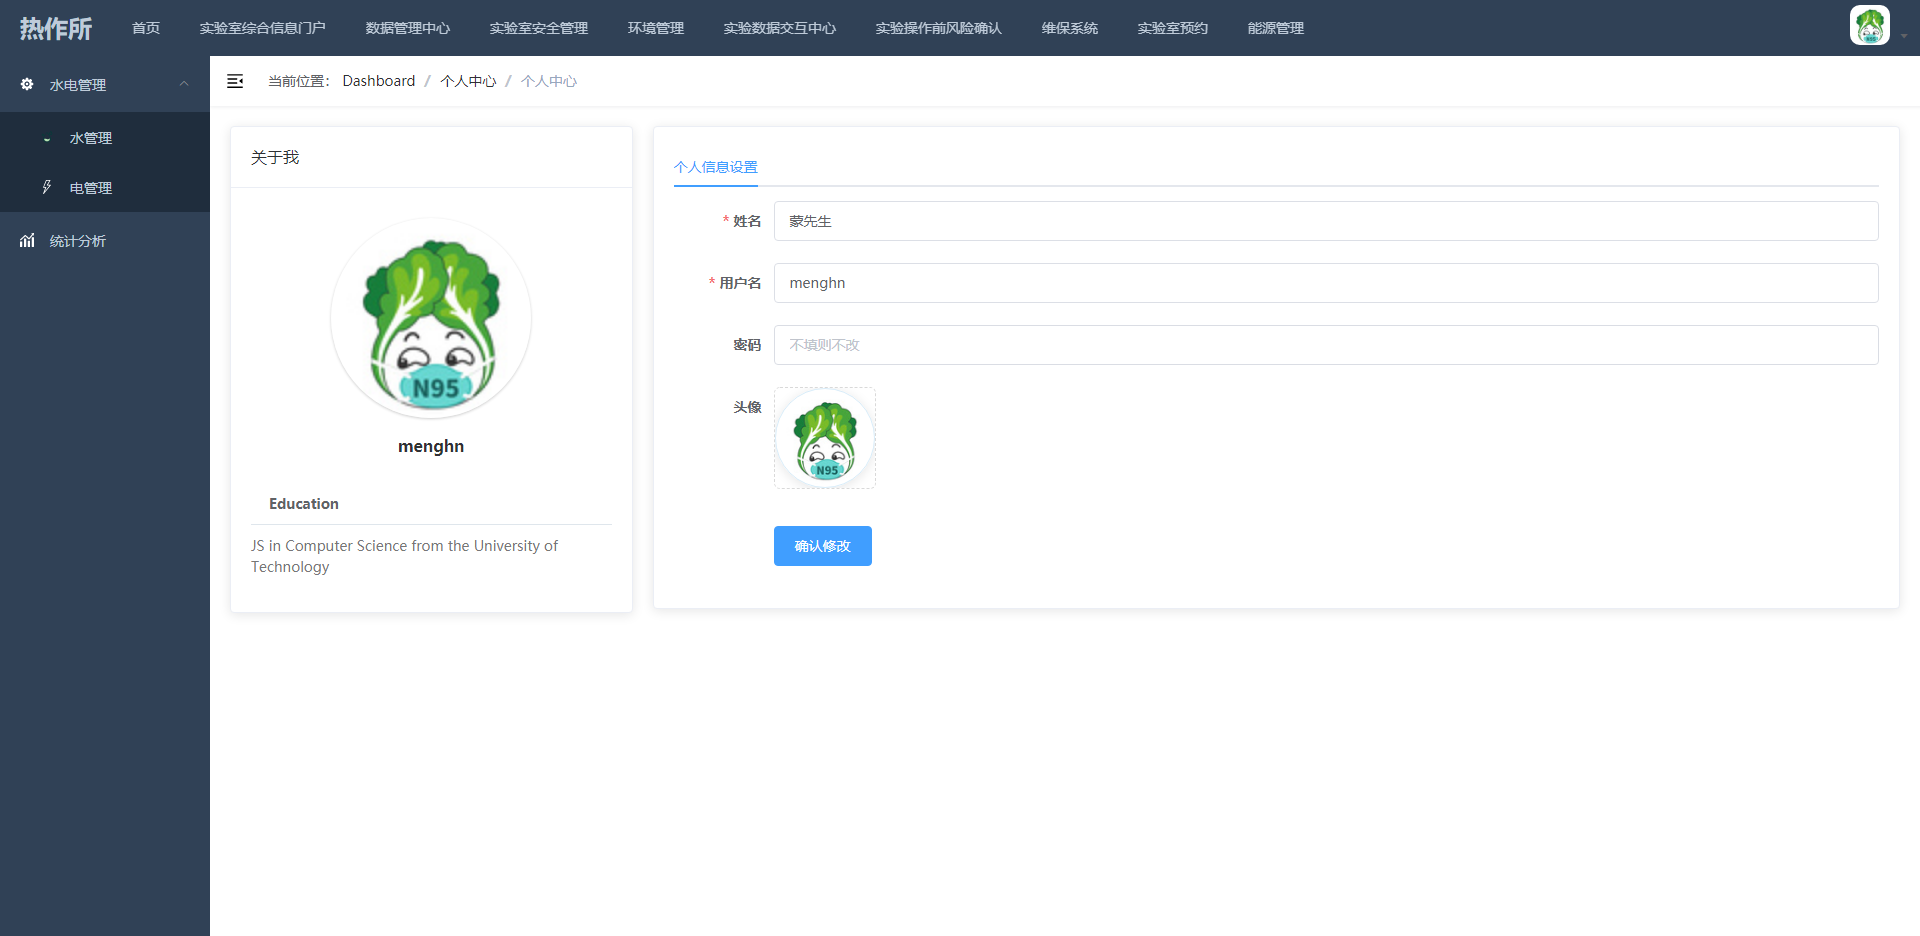 热作所 首页 实验室综合信息门户 数据管理中心 实验室安全管理 环境管理 实验数据交互中心 实验操作前风险确认 维保系统 实验室预约 能源管理
水电管理
水管理
电管理
统计分析
当前位置： Dashboard / 个人中心 / 个人中心
关于我
N95
menghn
Education
JS in Computer Science from the University of
Technology
个人信息设置
* 姓名 蒙先生
* 用户名 menghn
密码 不填则不改
头像
N95
确认修改